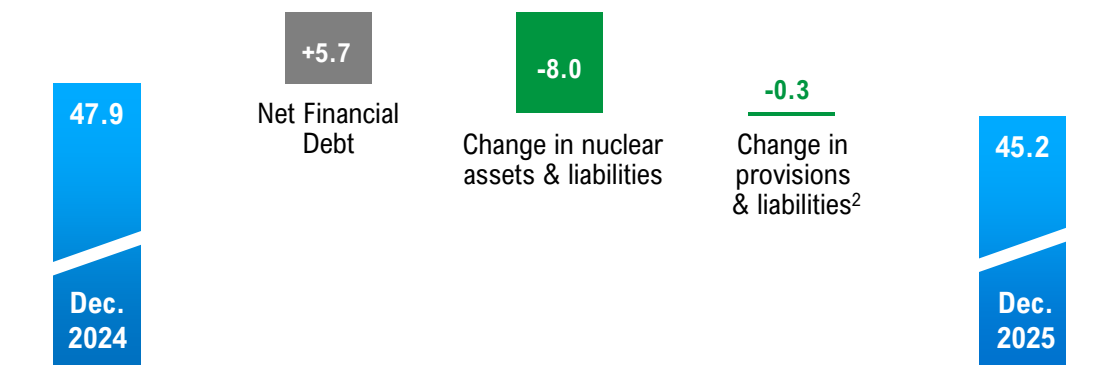 47.9
Dec.
2024
+5.7
Net Financial
Debt
-8.0
Change in nuclear
assets & liabilities
-0.3
Change in
provisions
& liabilities²
45.2
Dec.
2025